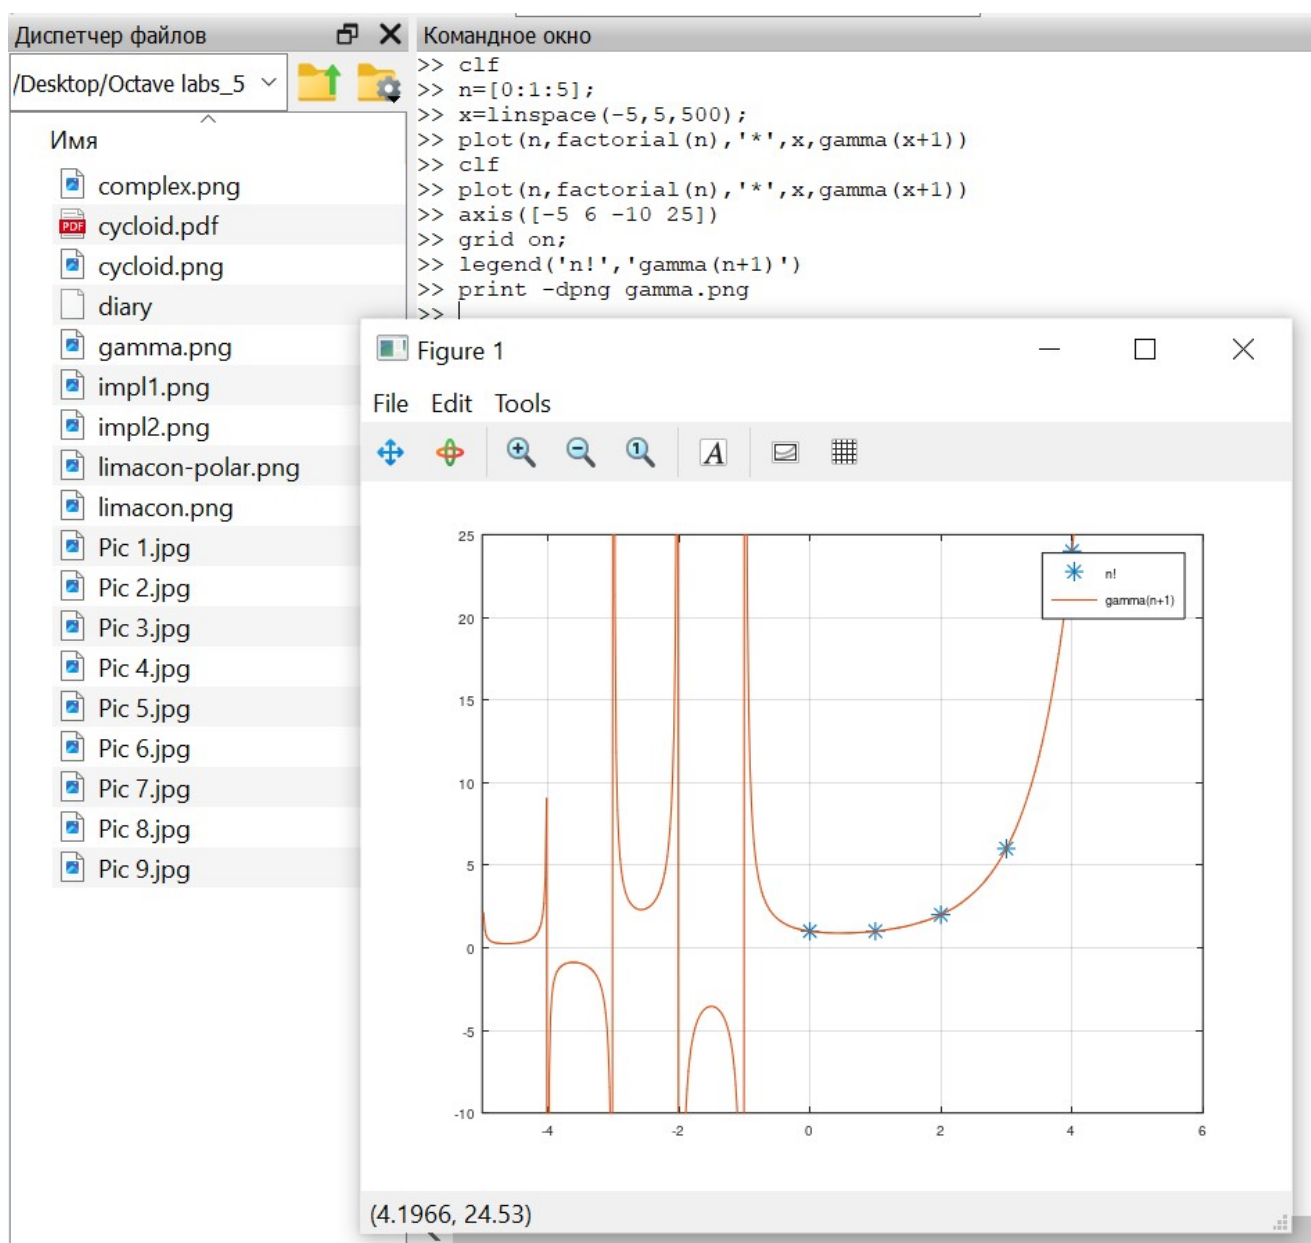 Диспетчер файлов
/Desktop/Octave labs_5
Имя
complex.png
PDF
cycloid.pdf
cycloid.png
diary
gamma.png
impl1.png
impl2.png
limacon-polar.png
limacon.png
Pic 1.jpg
Pic 2.jpg
Pic 3.jpg
Pic 4.jpg
Pic 5.jpg
Pic 6.jpg
Pic 7.jpg
Pic 8.jpg
Pic 9.jpg
Командное окно
>> clf
>> n=[0:1:5];
>> x=linspace(-5,5,500);
>> plot(n,factorial(n),'*',x,gamma(x+1))
>> clf
>> plot(n,factorial(n),'*',x,gamma(x+1))
>> axis([-5 6 -10 25])
>> grid on;
>> legend('n!','gamma(n+1)')
>> print -dpng gamma.png
>>
Figure 1
File Edit Tools
1 A
25
20
15
10
5
0
-5
-10
-4 -2 0 2 4 6
n!
gamma(n+1)
(4.1966, 24.53)